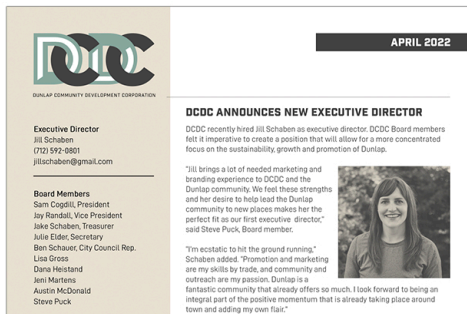 DCDC
DUNLAP COMMUNITY DEVELOPMENT CORPORATION
Executive Director
Jill Schaben
(712) 592-0801
jillschaben@gmail.com
Board Members
Sam Cogdill, President
Jay Randall, Vice President
Jake Schaben, Treasurer
Julie Elder, Secretary
Ben Schauer, City Council Rep.
Lisa Gross
Dana Heistand
Jeni Martens
Austin McDonald
Steve Puck
APRIL 2022
DCDC ANNOUNCES NEW EXECUTIVE DIRECTOR
DCDC recently hired Jill Schaben as executive director. DCDC Board members
felt it imperative to create a position that will allow for a more concentrated
focus on the sustainability, growth and promotion of Dunlap.
"Jill brings a lot of needed marketing and
branding experience to DCDC and the
Dunlap community. We feel these strengths
and her desire to help lead the Dunlap
community to new places makes her the
perfect fit as our first executive director,"
said Steve Puck, Board member.
"I'm ecstatic to hit the ground running,"
Schaben added. "Promotion and marketing
are my skills by trade, and community and
outreach are my passion. Dunlap is a
fantastic community that already offers so much. I look forward to being an
integral part of the positive momentum that is already taking place around
town and adding my own flair."